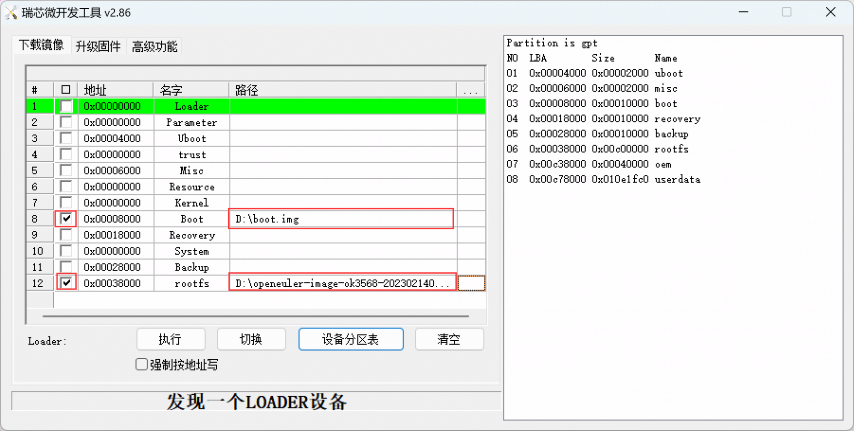 瑞芯微开发工具 v2.86
下载镜像 升级固件 高级功能
# 地址 名字 路径 ...
1 0x00000000 Loader
2 0x00000000 Parameter
3 0x00004000 Uboot
4 0x00000000 trust
5 0x00006000 Misc
6 0x00000000 Resource
7 0x00000000 Kernel
8 0x00008000 Boot D:\boot.img
9 0x00018000 Recovery
10 0x00000000 System
11 0x00028000 Backup
12 0x00038000 rootfs D:\openeuler-image-ok3568-202302140...
Loader: 执行 切换 设备分区表 清空
强制按地址写
发现一个LOADER设备
Partition is gpt
NO LBA Size Name
01 0x00004000 0x00002000 uboot
02 0x00006000 0x00002000 misc
03 0x00008000 0x00010000 boot
04 0x00018000 0x00010000 recovery
05 0x00028000 0x00010000 backup
06 0x00038000 0x00c00000 rootfs
07 0x00c38000 0x00040000 oem
08 0x00c78000 0x010e1fc0 userdata